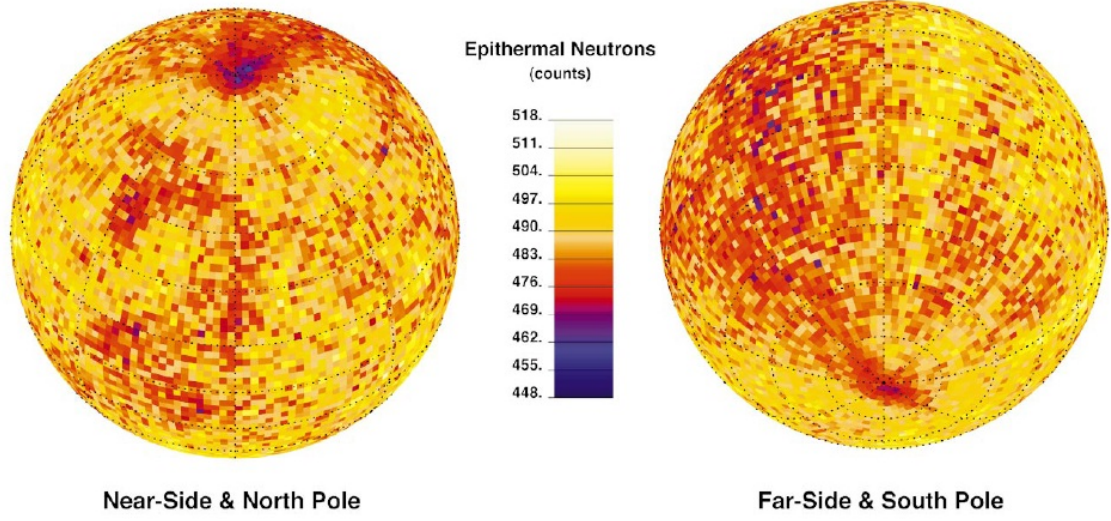 Epithermal Neutrons
(counts)
518.
511.
504.
497.
490.
483.
476.
469.
462.
455.
448.
Near-Side & North Pole
Far-Side & South Pole